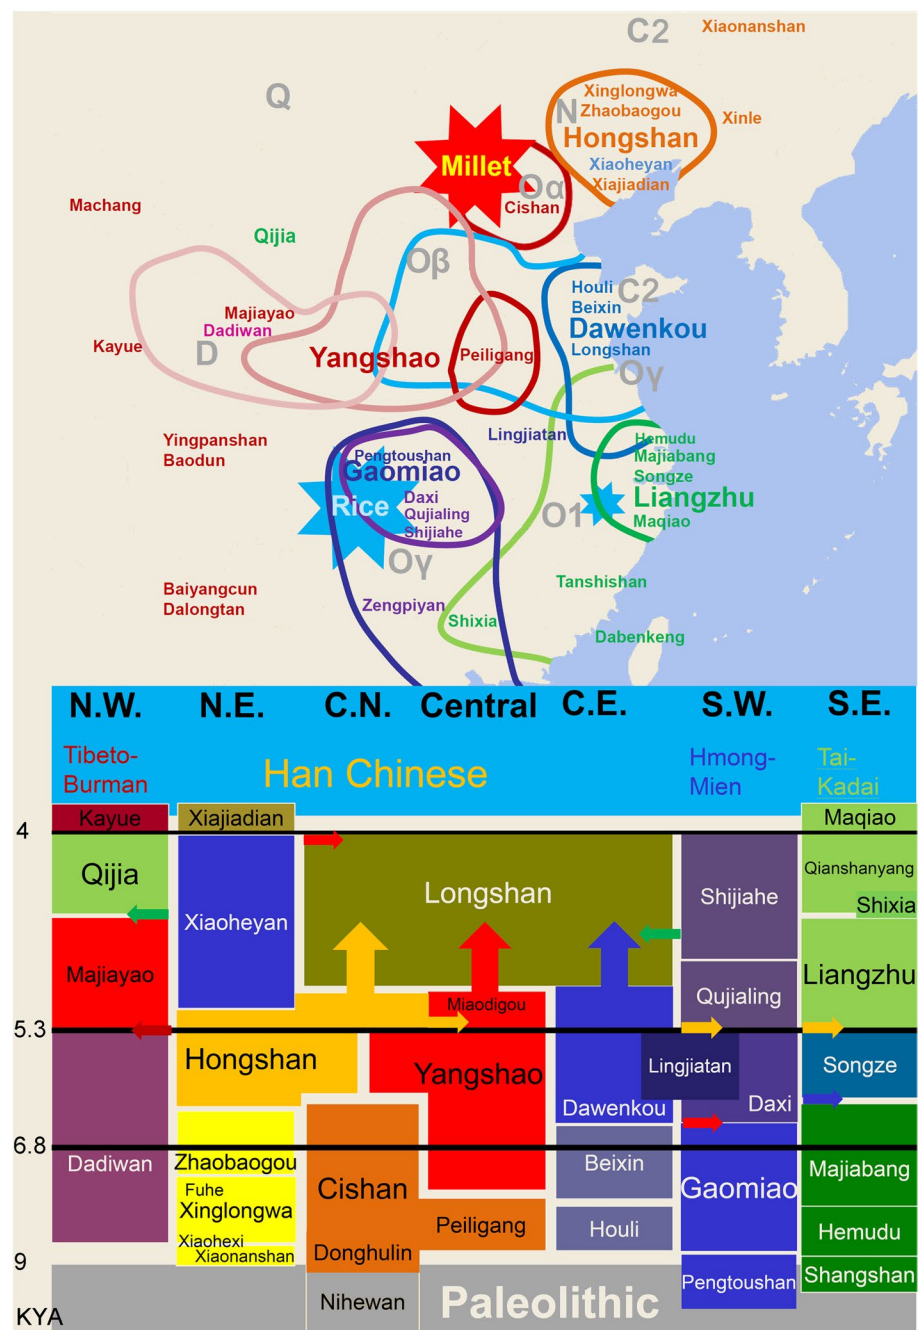 C2
Xiaonanshan
Q
Xinglongwa
N
Zhaobaogou
Xinle
Hongshan
Millet
Xiaoheyan
Oα
Xiajiadian
Cishan
Machang
Qijia
Oβ
Houli
C2
Beixin
Majiayao
Dadiwan
Dawenkou
Kayue
D
Yangshao
Peiligang
Longshan
Oγ
Yingpanshan
Baodun
Lingjiatan
Hemudu
Majiabang
Songze
Liangzhu
Maqiao
Pengtoushan
Gaomiao
Rice
Daxi
Qujialing
Shijiahe
O1
Oγ
Baiyangcun
Dalongtan
Zengpiyan
Shixia
Tanshishan
Dabenkeng
N.W.
N.E.
C.N.
Central
C.E.
S.W.
S.E.
Tibeto-
Burman
Han Chinese
Hmong-
Mien
Tai-
Kadai
Kayue
Xiajiadian
Maqiao
4
Qijia
Xiaoheyan
Longshan
Shijiahe
Qianshanyang
Shixia
Majiayao
Miaodigou
Qujialing
Liangzhu
5.3
Hongshan
Yangshao
Lingjiatan
Songze
Dawenkou
Daxi
6.8
Dadiwan
Zhaobaogou
Fuhe
Xinglongwa
Xiaohexi
Xiaonanshan
Cishan
Donghulin
Peiligang
Beixin
Houli
Gaomiao
Majiabang
Hemudu
9
Shangshan
Pengtoushan
Nihewan
Paleolithic
KYA